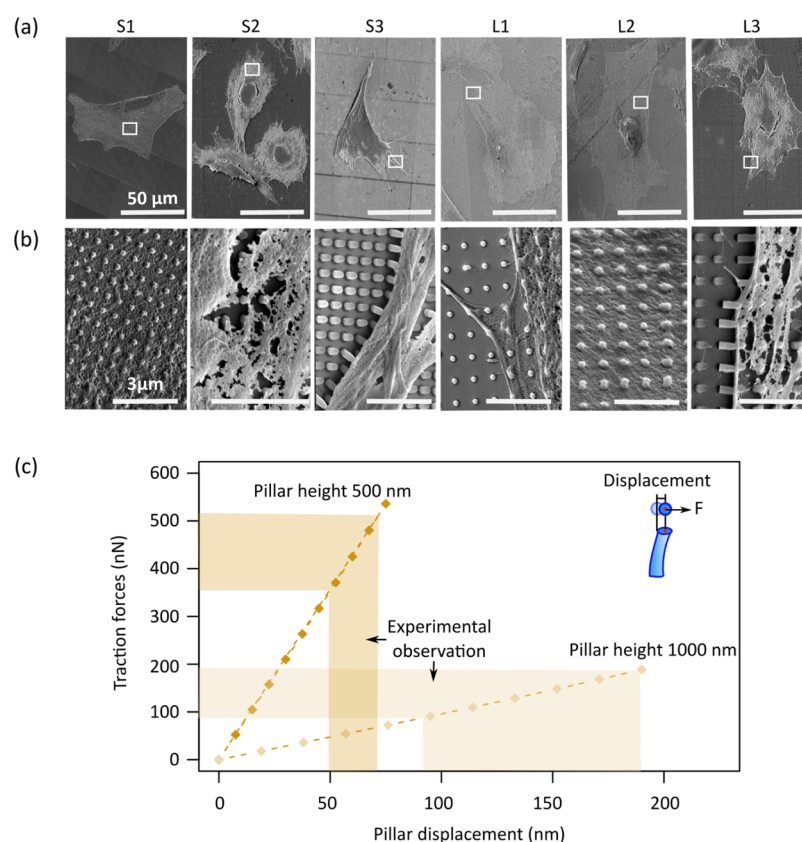 (a)
S1 S2 S3 L1 L2 L3
50 μm
(b)
3μm
(c)
600
500
400
300
200
100
0
Traction forces (nN)
Pillar height 500 nm
Displacement
F
Experimental
observation
Pillar height 1000 nm
0 50 100 150 200
Pillar displacement (nm)